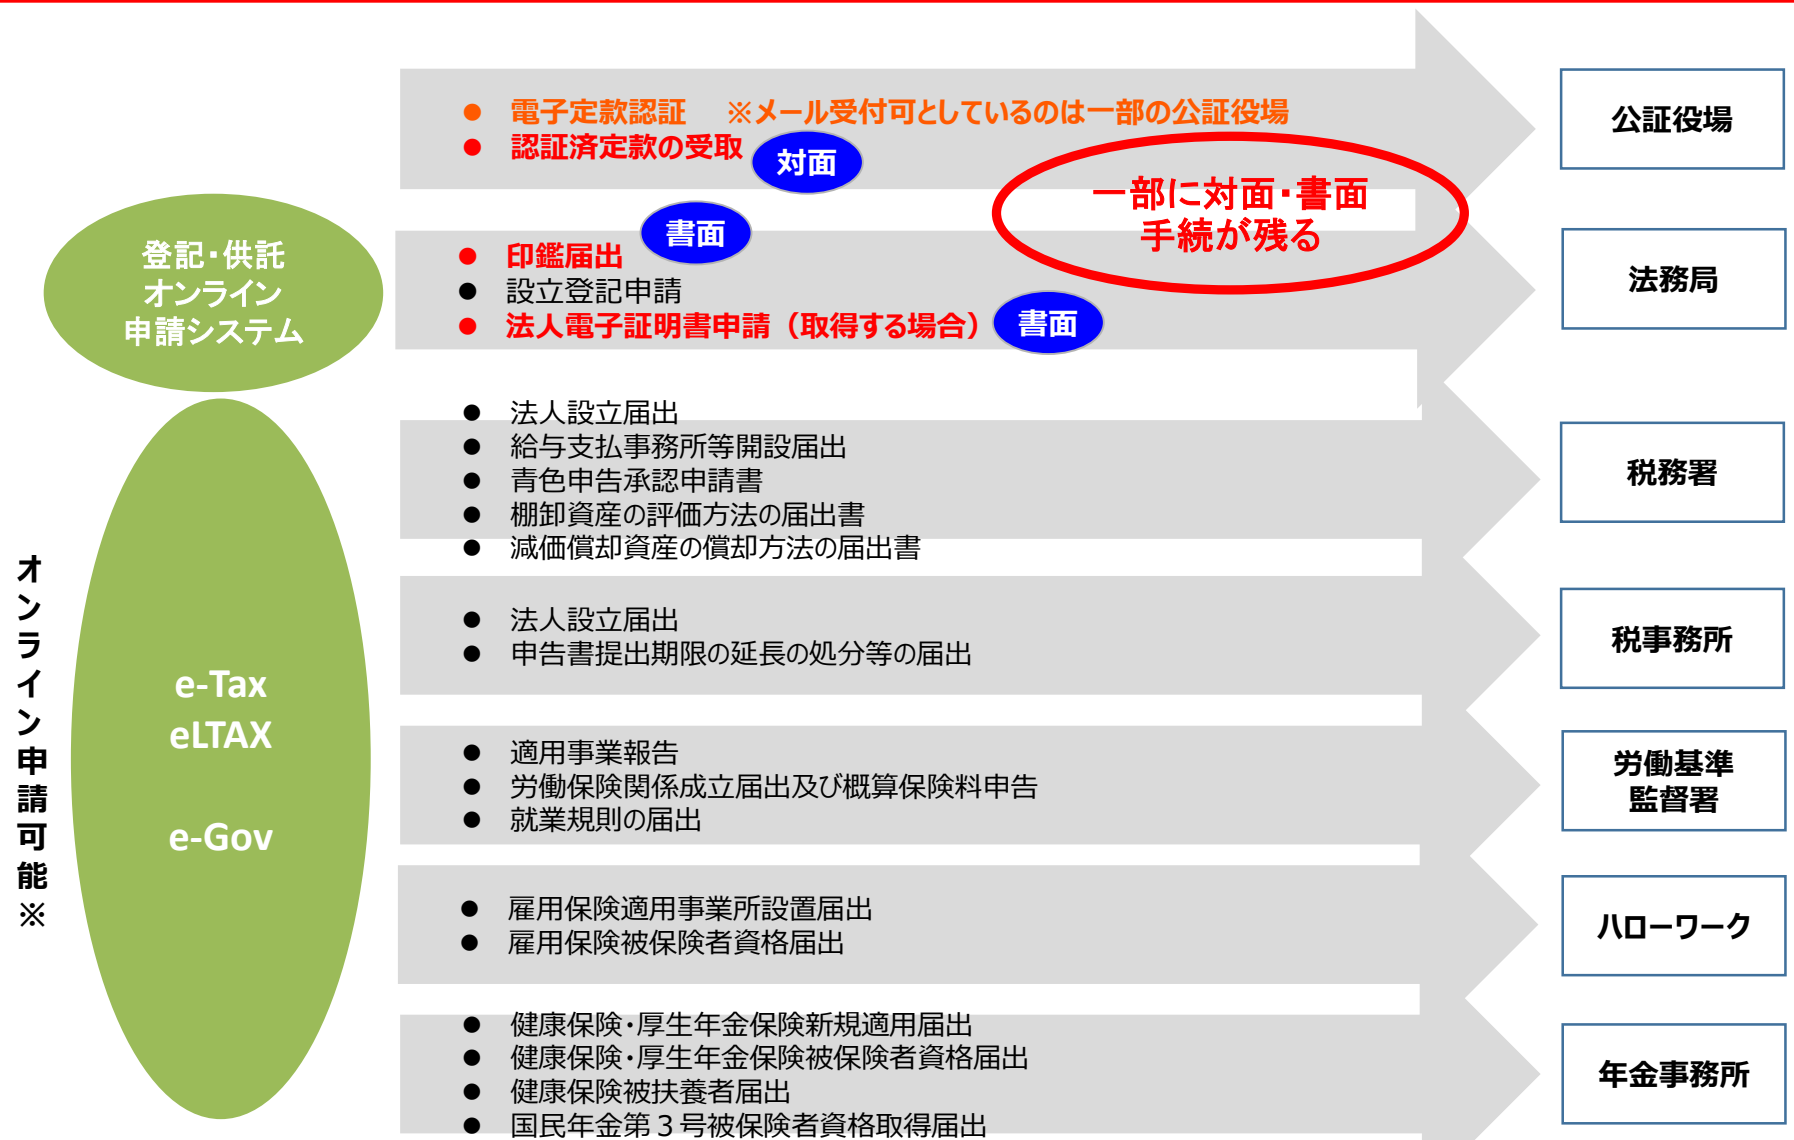 ● 電子定款認証　※メール受付可としているのは一部の公証役場
● 認証済定款の受取
対面
公証役場
一部に対面・書面
手続が残る
登記・供託
オンライン
申請システム
書面
● 印鑑届出
● 設立登記申請
● 法人電子証明書申請（取得する場合）
書面
法務局
オンライン申請可能※
e-Tax
eLTAX
e-Gov
● 法人設立届出
● 給与支払事務所等開設届出
● 青色申告承認申請書
● 棚卸資産の評価方法の届出書
● 減価償却資産の償却方法の届出書
税務署
● 法人設立届出
● 申告書提出期限の延長の処分等の届出
税事務所
● 適用事業報告
● 労働保険関係成立届出及び概算保険料申告
● 就業規則の届出
労働基準
監督署
● 雇用保険適用事業所設置届出
● 雇用保険被保険者資格届出
ハローワーク
● 健康保険・厚生年金保険新規適用届出
● 健康保険・厚生年金保険被保険者資格届出
● 健康保険被扶養者届出
● 国民年金第３号被保険者資格取得届出
年金事務所